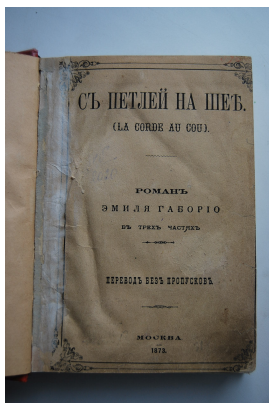 СЪ ПЕТЛЕЙ НА ШЕѢ.
(LA CORDE AU COU).
РОМАНЪ
ЭМИЛЯ ГАБОРІО
ВЪ ТРЕХЪ ЧАСТЯХЪ
ПЕРЕВОДЪ БЕЗЪ ПРОПУСКОВЪ.
МОСКВА.
1873.